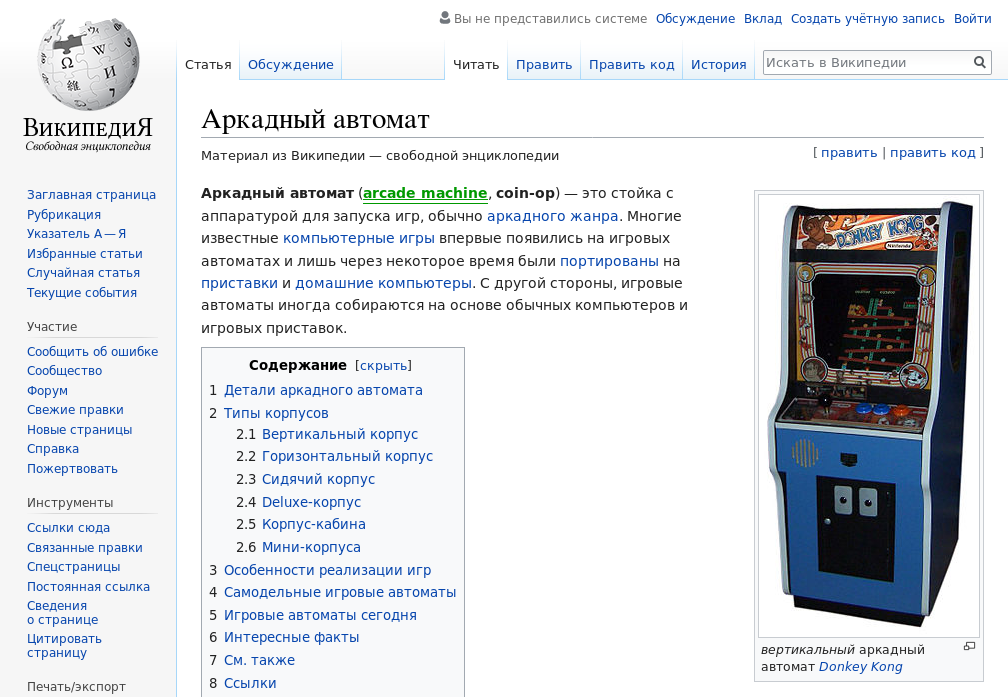 Вы не представились системе Обсуждение Вклад Создать учётную запись Войти
Статья Обсуждение Читать Править Править код История Искать в Википедии
ВикипедиЯ
Свободная энциклопедия
Заглавная страница
Рубрикация
Указатель А — Я
Избранные статьи
Случайная статья
Текущие события
Участие
Сообщить об ошибке
Сообщество
Форум
Свежие правки
Новые страницы
Справка
Пожертвовать
Инструменты
Ссылки сюда
Связанные правки
Спецстраницы
Постоянная ссылка
Сведения
о странице
Цитировать
страницу
Печать/экспорт
Аркадный автомат
Материал из Википедии — свободной энциклопедии
[ править | править код ]
Аркадный автомат (arcade machine, coin-op) — это стойка с
аппаратурой для запуска игр, обычно аркадного жанра. Многие
известные компьютерные игры впервые появились на игровых
автоматах и лишь через некоторое время были портированы на
приставки и домашние компьютеры. С другой стороны, игровые
автоматы иногда собираются на основе обычных компьютеров и
игровых приставок.
Содержание [скрыть]
1 Детали аркадного автомата
2 Типы корпусов
2.1 Вертикальный корпус
2.2 Горизонтальный корпус
2.3 Сидячий корпус
2.4 Deluxe-корпус
2.5 Корпус-кабина
2.6 Мини-корпуса
3 Особенности реализации игр
4 Самодельные игровые автоматы
5 Игровые автоматы сегодня
6 Интересные факты
7 См. также
8 Ссылки
DONKEY KONG
Nintendo
вертикальный аркадный
автомат Donkey Kong